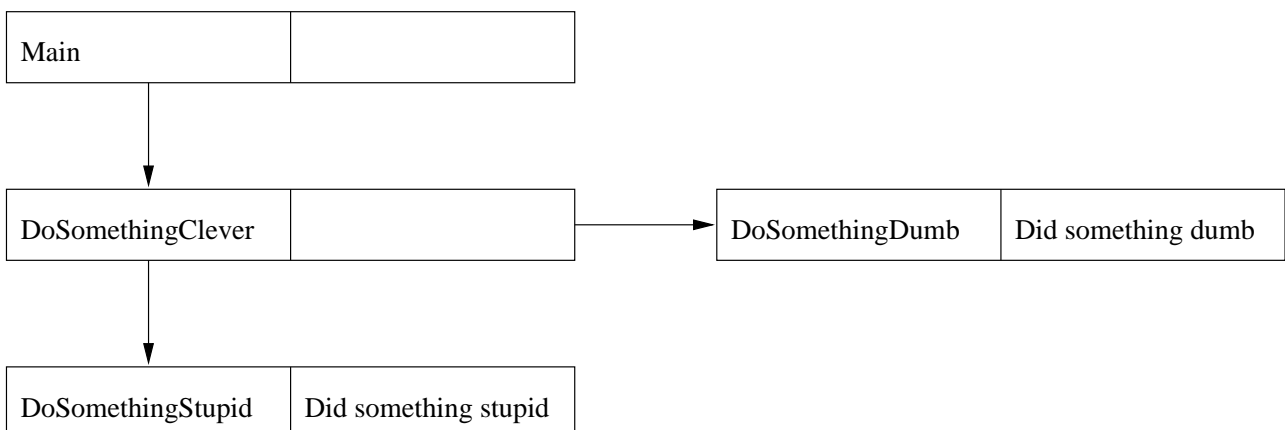 Main
DoSomethingClever
DoSomethingDumb
Did something dumb
DoSomethingStupid
Did something stupid